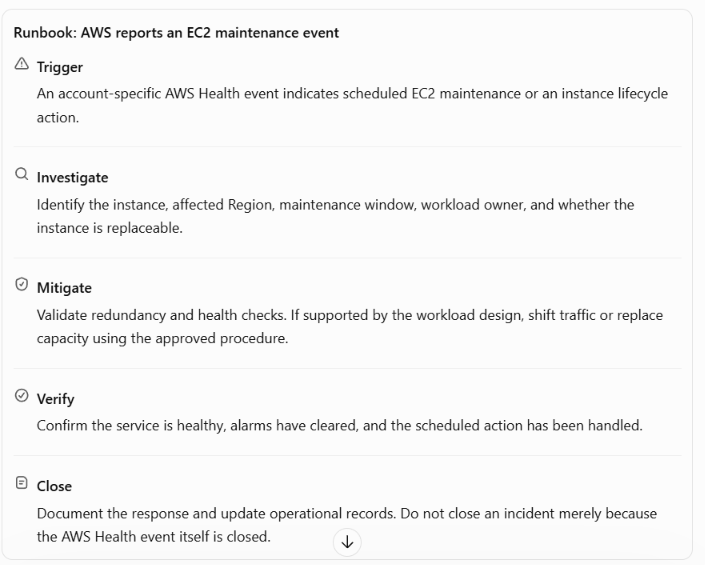 Runbook: AWS reports an EC2 maintenance event
Trigger
An account-specific AWS Health event indicates scheduled EC2 maintenance or an instance lifecycle
action.
Investigate
Identify the instance, affected Region, maintenance window, workload owner, and whether the
instance is replaceable.
Mitigate
Validate redundancy and health checks. If supported by the workload design, shift traffic or replace
capacity using the approved procedure.
Verify
Confirm the service is healthy, alarms have cleared, and the scheduled action has been handled.
Close
Document the response and update operational records. Do not close an incident merely because
the AWS Health event itself is closed.